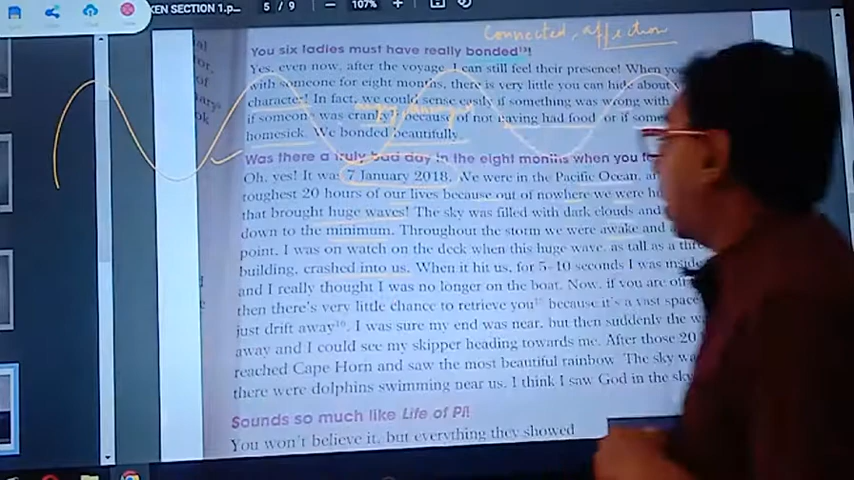 KEN SECTION 1.p...
5 / 9
107%
Connected, affection
You six ladies must have really bonded[15]!
Yes, even now, after the voyage, I can still feel their presence! When
with someone for eight months, there is very little you can hide about
character! In fact, we could sense easily if something was wrong with
angry/annoyed
if someone was cranky because of not having had food or if
homesick. We bonded beautifully.
Was there a truly bad day in the eight months when you
Oh, yes! It was 7 January 2018. We were in the Pacific Ocean,
toughest 20 hours of our lives because out of nowhere we were
that brought huge waves! The sky was filled with dark clouds and
down to the minimum. Throughout the storm we were awake and
point. I was on watch on the deck when this huge wave, as tall as a
building, crashed into us. When it hit us, for 5-10 seconds I was
and I really thought I was no longer on the boat. Now, if you are
then there's very little chance to retrieve you because it's a vast space
just drift away. I was sure my end was near, but then suddenly the
away and I could see my skipper heading towards me. After those 20
reached Cape Horn and saw the most beautiful rainbow. The sky
there were dolphins swimming near us. I think I saw God in the
Sounds so much like Life of Pi!
You won't believe it, but everything they showed